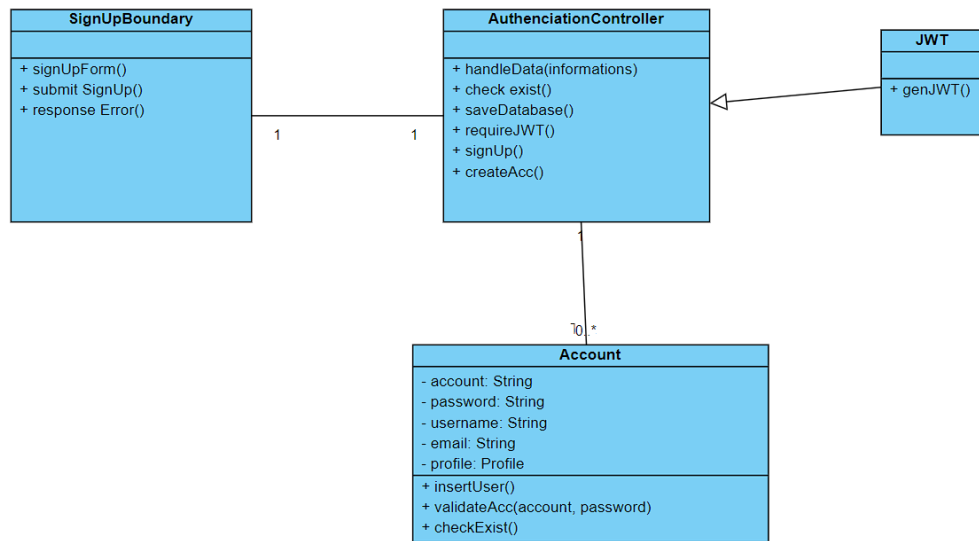 SignUpBoundary
+ signUpForm()
+ submit SignUp()
+ response Error()
AuthenciationController
+ handleData(informations)
+ check exist()
+ saveDatabase()
+ requireJWT()
+ signUp()
+ createAcc()
JWT
+ genJWT()
1
1
1
0..*
Account
- account: String
- password: String
- username: String
- email: String
- profile: Profile
+ insertUser()
+ validateAcc(account, password)
+ checkExist()